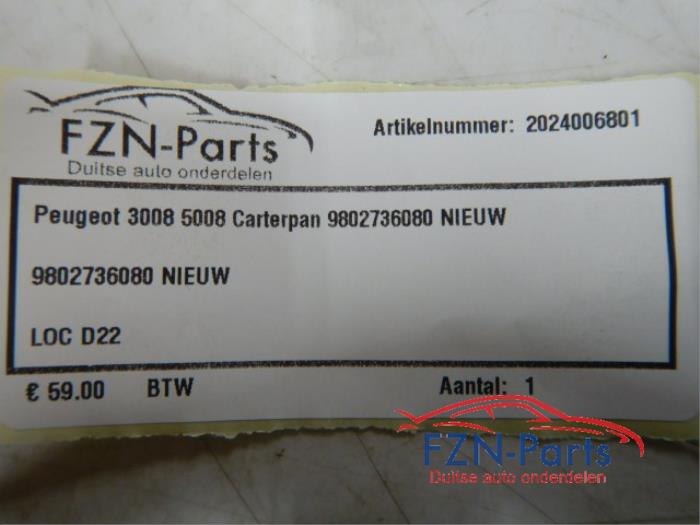 FZN-Parts
Duitse auto onderdelen
Artikelnummer: 2024006801
Peugeot 3008 5008 Carterpan 9802736080 NIEUW
9802736080 NIEUW
LOC D22
€ 59.00 BTW Aantal: 1
FZN-Parts
Duitse auto onderdelen